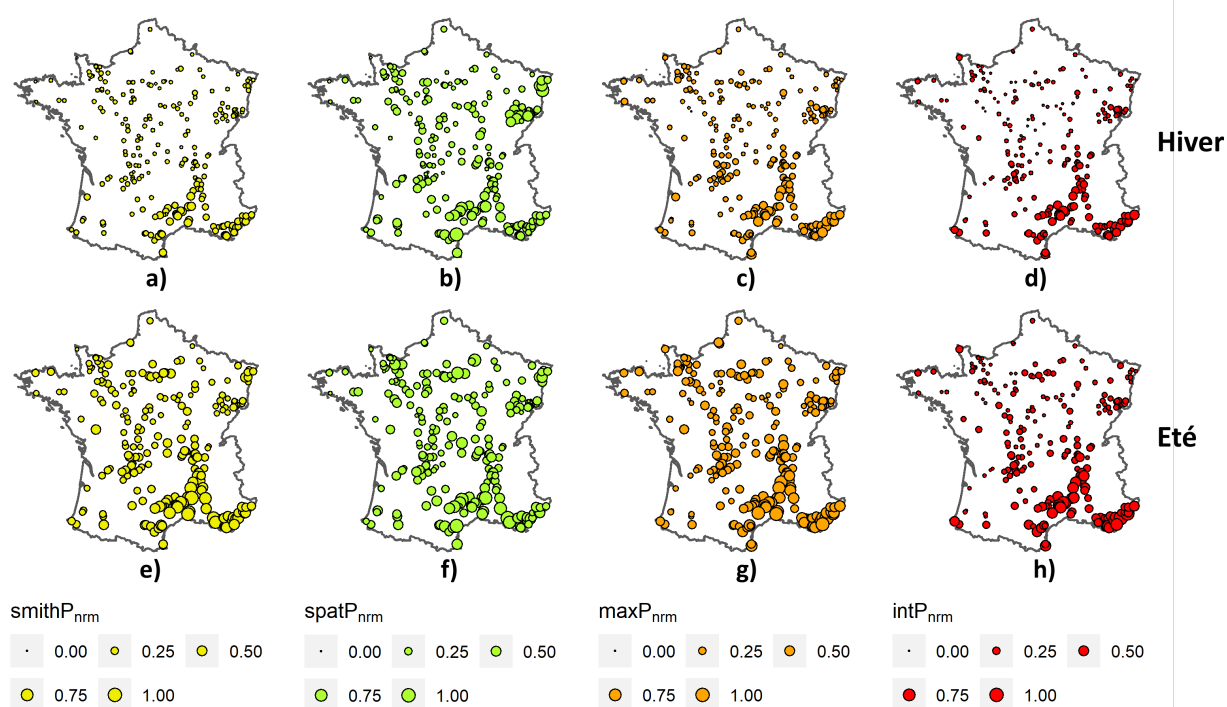 Hiver
a) b) c) d)
Eté
e) f) g) h)
smithPnrm spatPnrm maxPnrm intPnrm
0.00 0.25 0.50 0.00 0.25 0.50 0.00 0.25 0.50 0.00 0.25 0.50
0.75 1.00 0.75 1.00 0.75 1.00 0.75 1.00